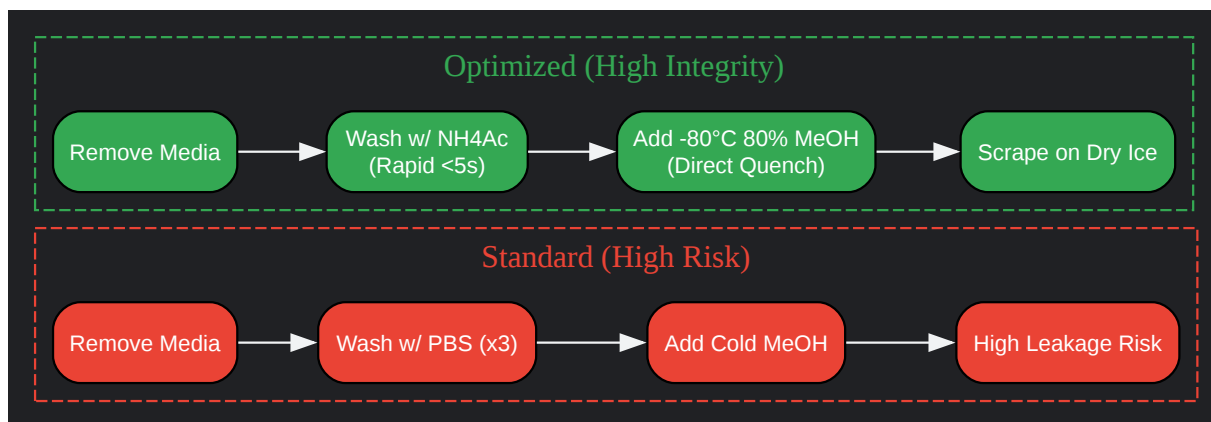 Optimized (High Integrity)
Remove Media
Wash w/ NH4Ac
(Rapid <5s)
Add -80°C 80% MeOH
(Direct Quench)
Scrape on Dry Ice
Standard (High Risk)
Remove Media
Wash w/ PBS (x3)
Add Cold MeOH
High Leakage Risk